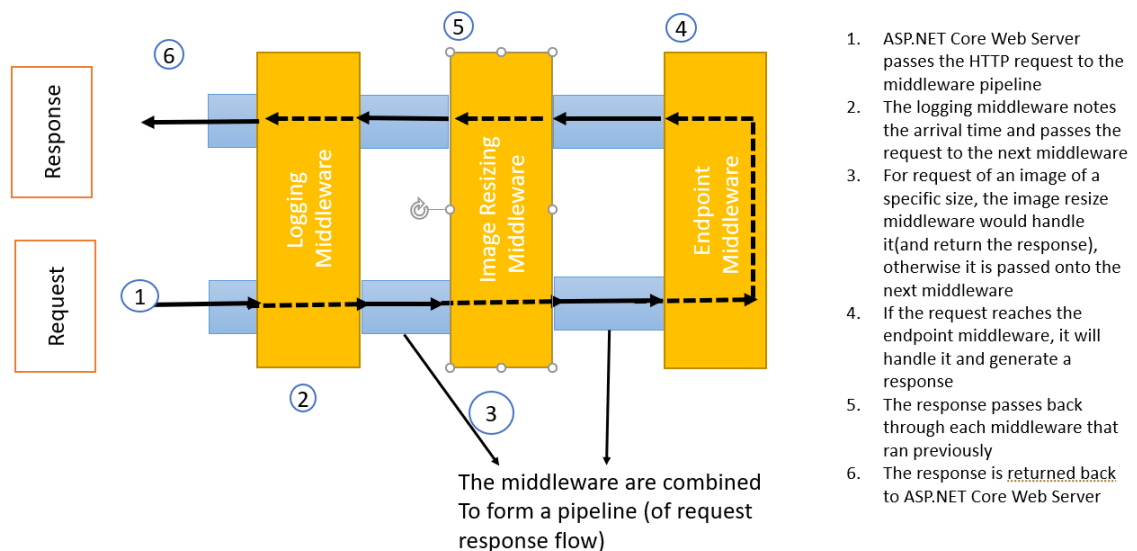 6
5
4
Response
Request
1
Logging
Middleware
Image Resizing
Middleware
Endpoint
Middleware
2
3
The middleware are combined
To form a pipeline (of request
response flow)
1. ASP.NET Core Web Server
passes the HTTP request to the
middleware pipeline
2. The logging middleware notes
the arrival time and passes the
request to the next middleware
3. For request of an image of a
specific size, the image resize
middleware would handle
it(and return the response),
otherwise it is passed onto the
next middleware
4. If the request reaches the
endpoint middleware, it will
handle it and generate a
response
5. The response passes back
through each middleware that
ran previously
6. The response is returned back
to ASP.NET Core Web Server